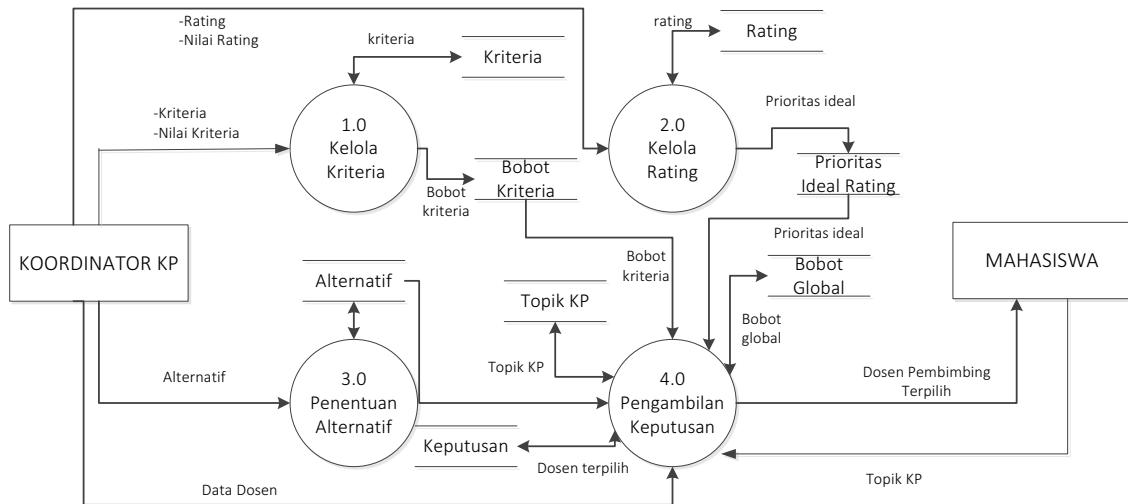 -Rating
-Nilai Rating
kriteria
Kriteria
rating
Rating
-Kriteria
-Nilai Kriteria
1.0
Kelola
Kriteria
Bobot
kriteria
Bobot
Kriteria
2.0
Kelola
Rating
Prioritas ideal
Prioritas
Ideal Rating
Prioritas ideal
KOORDINATOR KP
MAHASISWA
Alternatif
Topik KP
Bobot
kriteria
Bobot
Global
Bobot
global
Topik KP
Alternatif
3.0
Penentuan
Alternatif
4.0
Pengambilan
Keputusan
Dosen Pembimbing
Terpilih
Keputusan
Dosen terpilih
Topik KP
Data Dosen